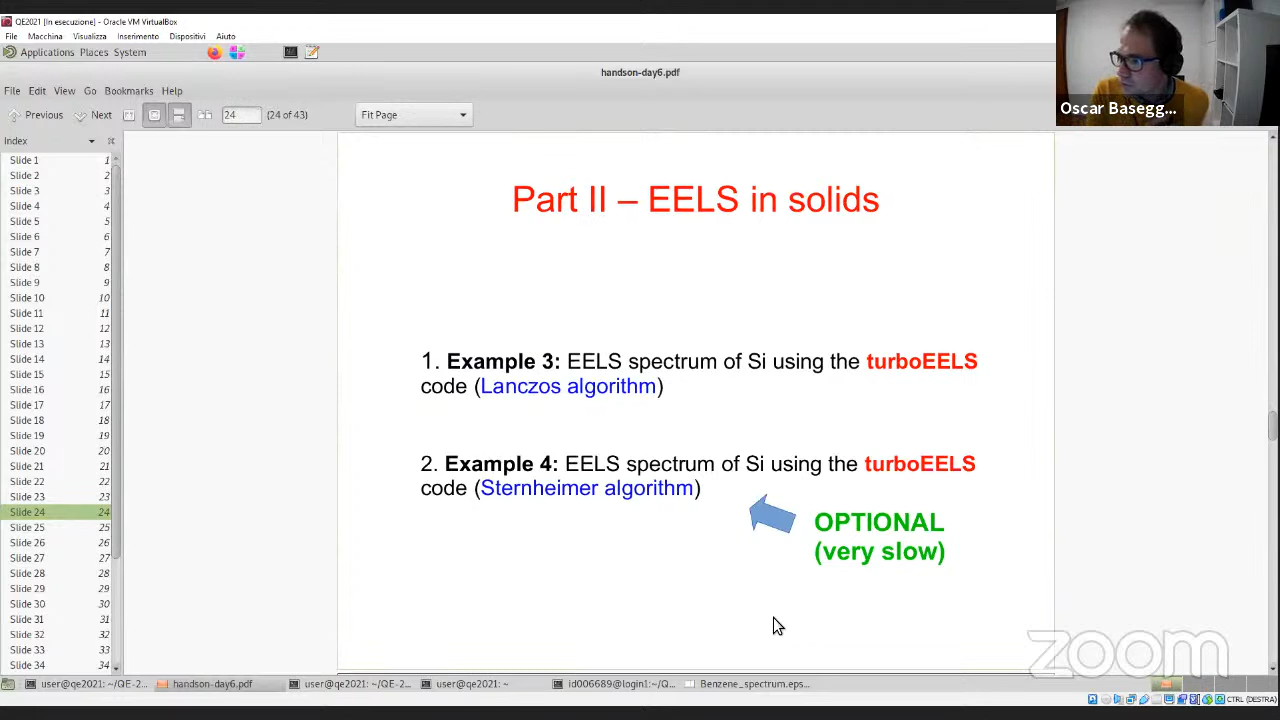 QE2021 [In esecuzione] - Oracle VM VirtualBox
File Macchina Visualizza Inserimento Dispositivi Aiuto
Applications Places System
handson-day6.pdf
File Edit View Go Bookmarks Help
Previous Next 24 (24 of 43) Fit Page
Oscar Basegg...
Index
Slide 1 1
Slide 2 2
Slide 3 3
Slide 4 4
Slide 5 5
Slide 6 6
Slide 7 7
Slide 8 8
Slide 9 9
Slide 10 10
Slide 11 11
Slide 12 12
Slide 13 13
Slide 14 14
Slide 15 15
Slide 16 16
Slide 17 17
Slide 18 18
Slide 19 19
Slide 20 20
Slide 21 21
Slide 22 22
Slide 23 23
Slide 24 24
Slide 25 25
Slide 26 26
Slide 27 27
Slide 28 28
Slide 29 29
Slide 30 30
Slide 31 31
Slide 32 32
Slide 33 33
Slide 34 34
Part II – EELS in solids
1. Example 3: EELS spectrum of Si using the turboEELS
code (Lanczos algorithm)
2. Example 4: EELS spectrum of Si using the turboEELS
code (Sternheimer algorithm)
OPTIONAL
(very slow)
zoom
user@qe2021: ~/QE-2... handson-day6.pdf user@qe2021: ~/QE-2... user@qe2021: ~ id006689@login1:~/Q... Benzene_spectrum.eps...
CTRL (DESTRA)